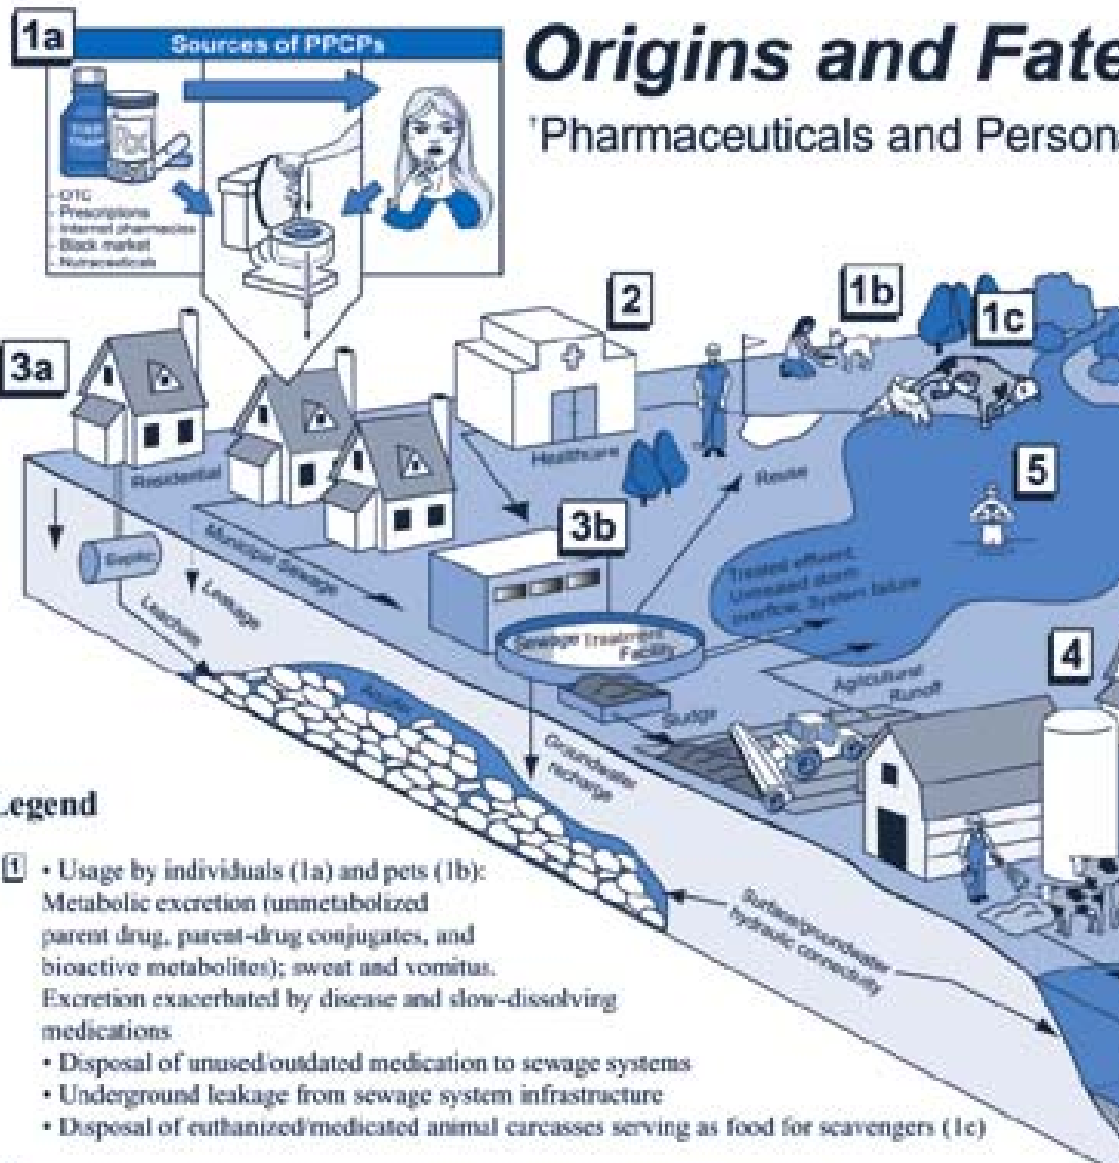 1a
Sources of PPCPs
Origins and Fate
†Pharmaceuticals and Person
Rx
- OTC
- Prescriptions
- Internet pharmacies
- Black market
- Nutraceuticals
2
1b
1c
3a
Healthcare
Residential
Reuse
5
3b
Septic
Municipal Sewage
Leakage
Leachate
Treated effluent,
Untreated storm
overflow, System failure
Sewage Treatment
Facility
4
Agricultural
Runoff
Aquifer
Sludge
Groundwater
recharge
Legend
1 • Usage by individuals (1a) and pets (1b):
Metabolic excretion (unmetabolized
parent drug, parent-drug conjugates, and
bioactive metabolites); sweat and vomitus.
Excretion exacerbated by disease and slow-dissolving
medications
• Disposal of unused/outdated medication to sewage systems
• Underground leakage from sewage system infrastructure
• Disposal of euthanized/medicated animal carcasses serving as food for scavengers (1c)
Surface/groundwater
hydraulic connectivity